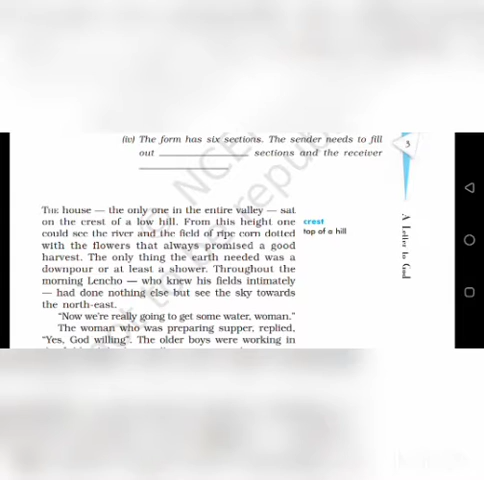 (iv) The form has six sections. The sender needs to fill
out ______________ sections and the receiver
______________
3
A Letter to God
THE house — the only one in the entire valley — sat
on the crest of a low hill. From this height one
could see the river and the field of ripe corn dotted
with the flowers that always promised a good
harvest. The only thing the earth needed was a
downpour or at least a shower. Throughout the
morning Lencho — who knew his fields intimately
— had done nothing else but see the sky towards
the north-east.
crest
top of a hill
“Now we're really going to get some water, woman.”
The woman who was preparing supper, replied,
“Yes, God willing”. The older boys were working in